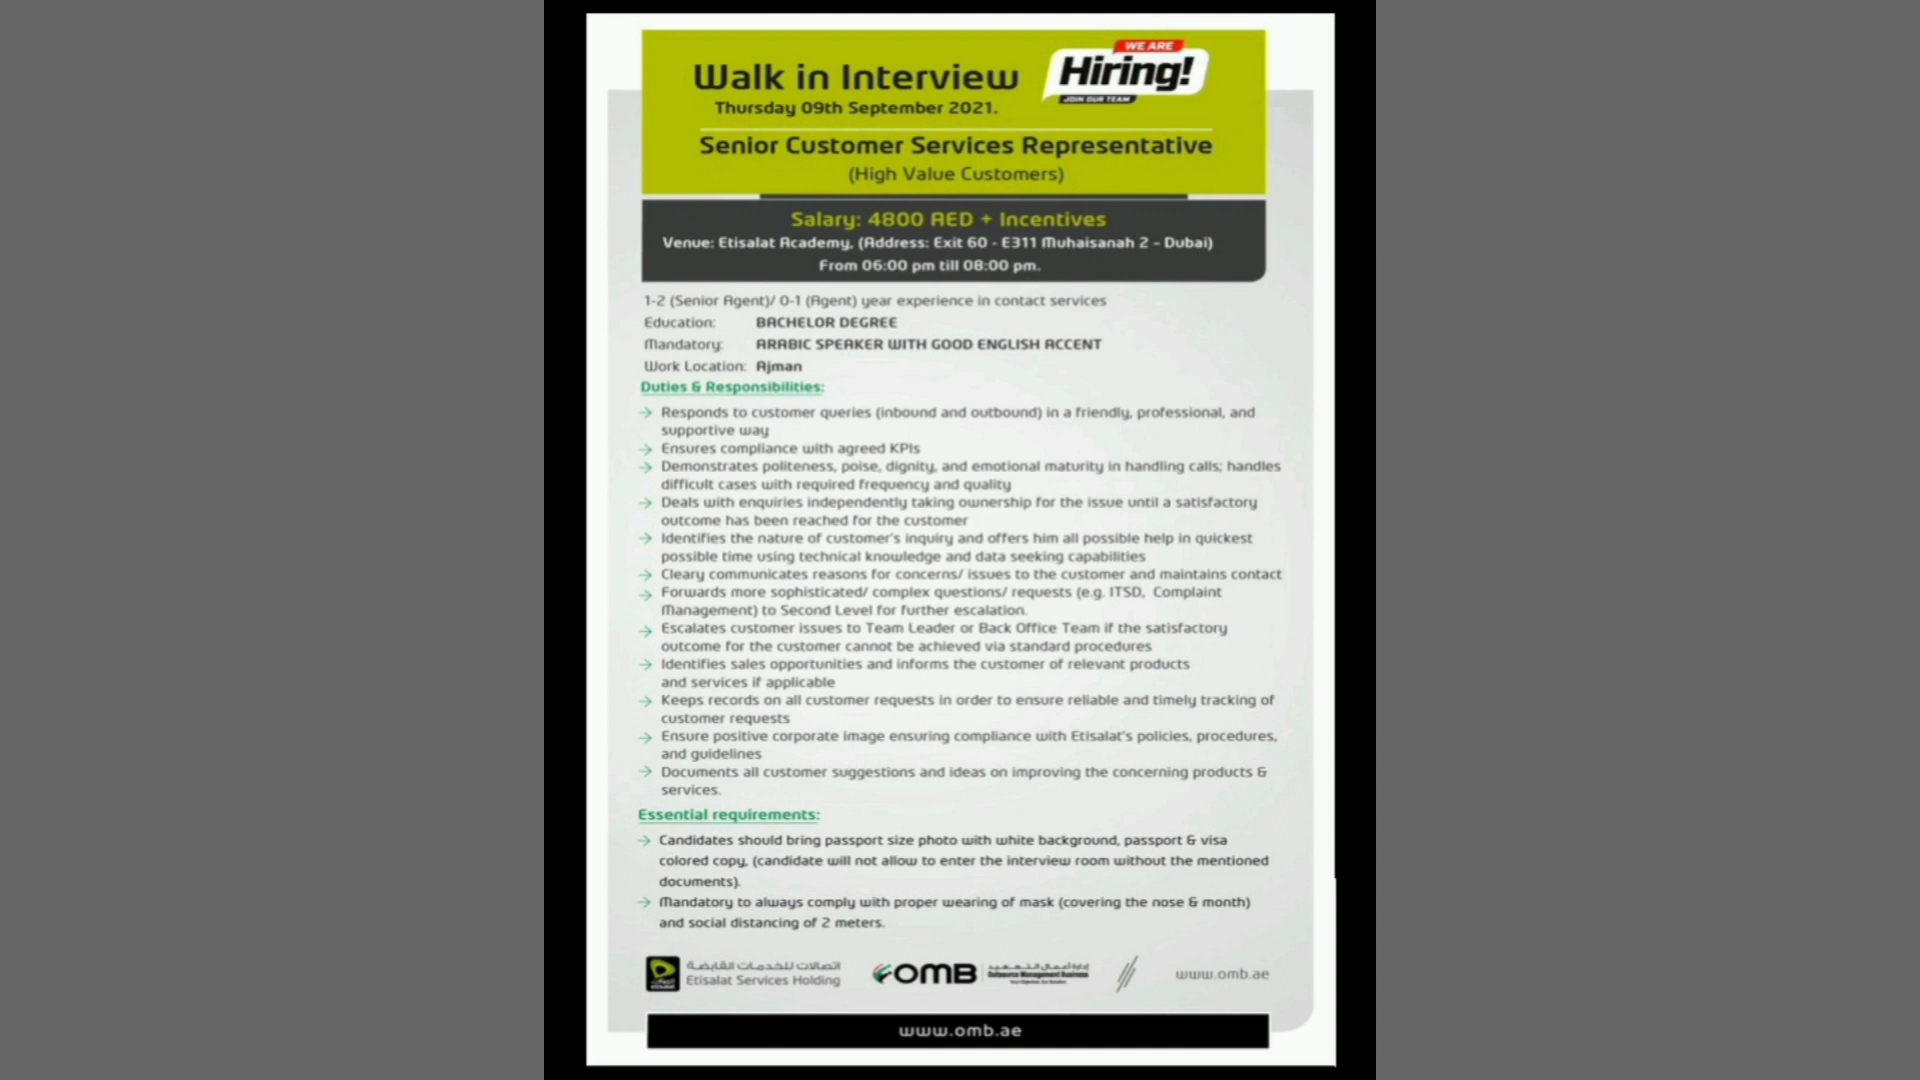 WE ARE
Hiring!
JOIN OUR TEAM
Walk in Interview
Thursday 09th September 2021.
Senior Customer Services Representative
(High Value Customers)
Salary: 4800 AED + Incentives
Venue: Etisalat Academy, (Address: Exit 60 - E311 Muhaisanah 2 - Dubai)
From 06:00 pm till 08:00 pm.
1-2 (Senior Agent)/ 0-1 (Agent) year experience in contact services
Education: BACHELOR DEGREE
Mandatory: ARABIC SPEAKER WITH GOOD ENGLISH ACCENT
Work Location: Ajman
Duties & Responsibilities:
→ Responds to customer queries (inbound and outbound) in a friendly, professional, and
supportive way
→ Ensures compliance with agreed KPIs
→ Demonstrates politeness, poise, dignity, and emotional maturity in handling calls; handles
difficult cases with required frequency and quality
→ Deals with enquiries independently taking ownership for the issue until a satisfactory
outcome has been reached for the customer
→ Identifies the nature of customer's inquiry and offers him all possible help in quickest
possible time using technical knowledge and data seeking capabilities
→ Cleary communicates reasons for concerns/ issues to the customer and maintains contact
→ Forwards more sophisticated/ complex questions/ requests (e.g. ITSD, Complaint
Management) to Second Level for further escalation.
→ Escalates customer issues to Team Leader or Back Office Team if the satisfactory
outcome for the customer cannot be achieved via standard procedures
→ Identifies sales opportunities and informs the customer of relevant products
and services if applicable
→ Keeps records on all customer requests in order to ensure reliable and timely tracking of
customer requests
→ Ensure positive corporate image ensuring compliance with Etisalat's policies, procedures,
and guidelines
→ Documents all customer suggestions and ideas on improving the concerning products &
services.
Essential requirements:
→ Candidates should bring passport size photo with white background, passport & visa
colored copy, (candidate will not allow to enter the interview room without the mentioned
documents).
→ Mandatory to always comply with proper wearing of mask (covering the nose & month)
and social distancing of 2 meters.
اتصالات للخدمات القابضة
Etisalat Services Holding
OMB
إدارة أعمال التعهيد
Outsource Management Business
www.omb.ae
www.omb.ae